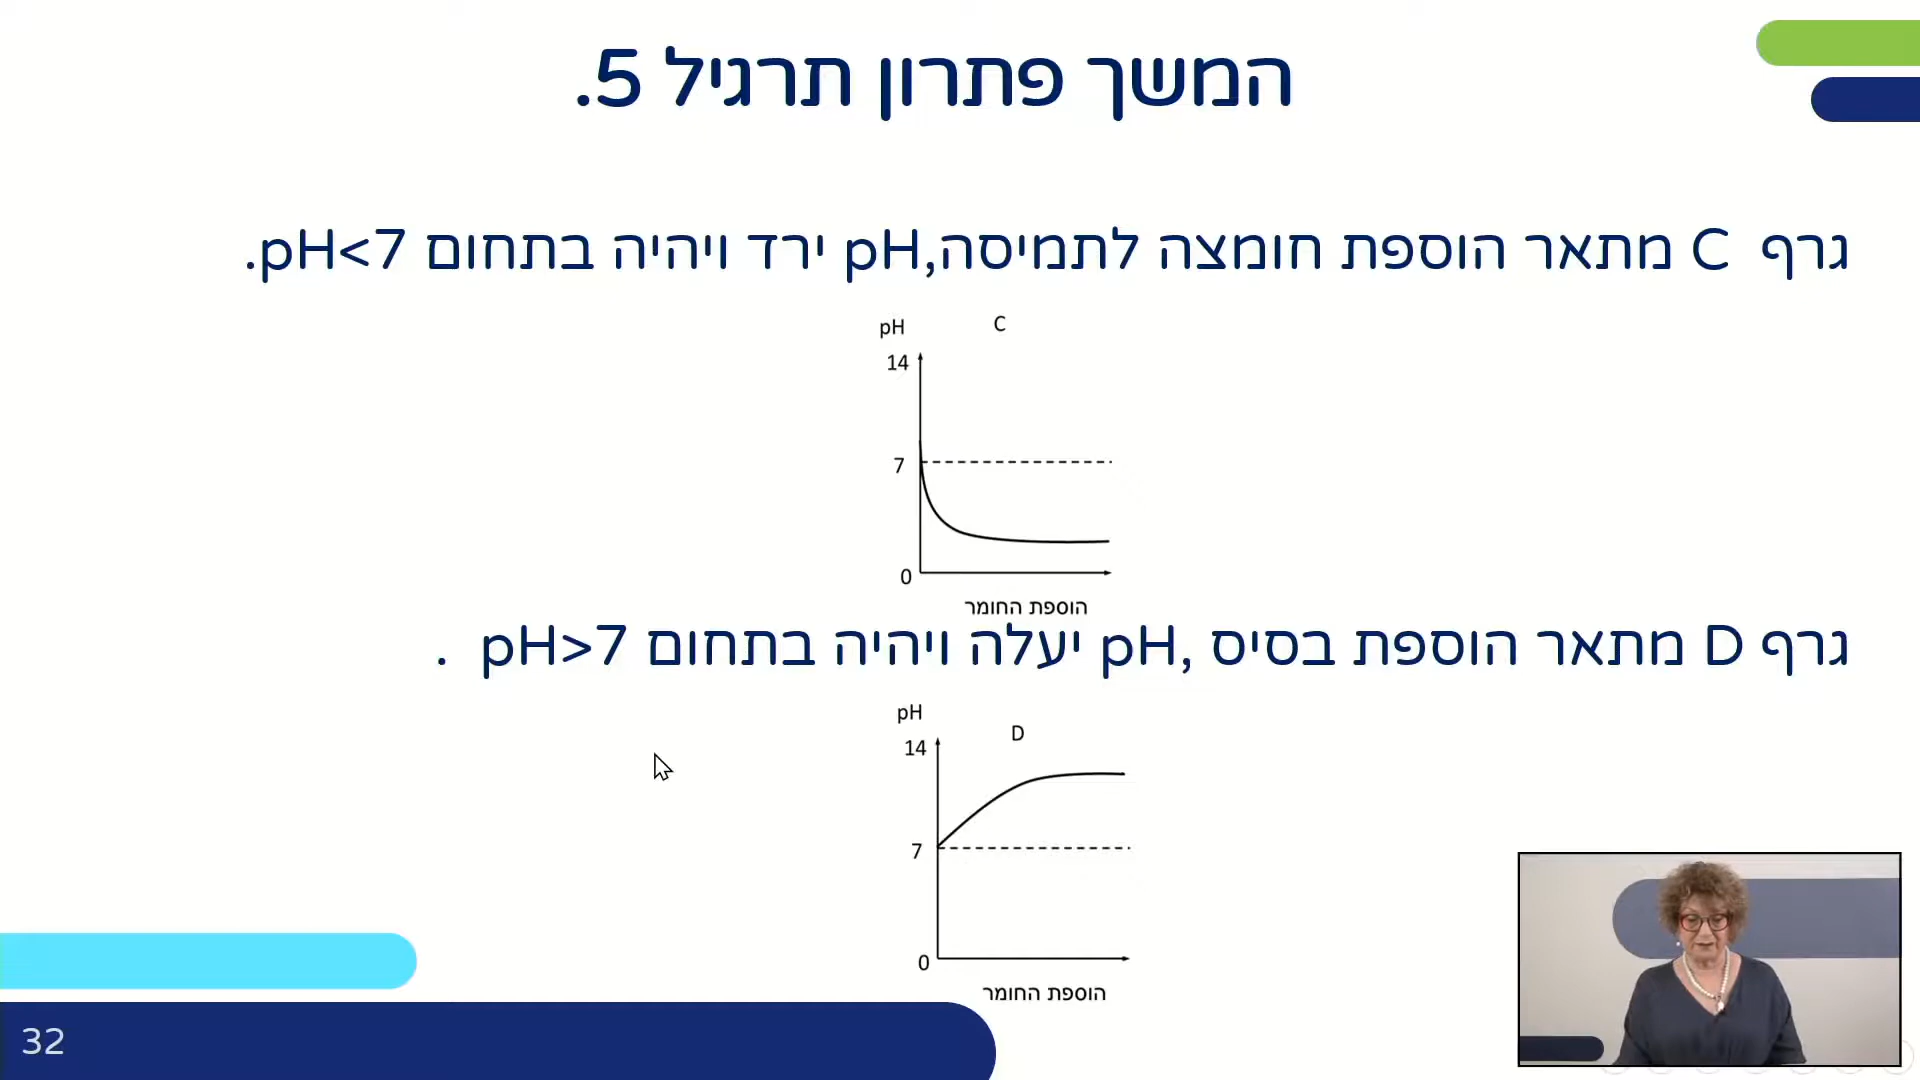 המשך פתרון תרגיל 5.
גרף C מתאר הוספת חומצה לתמיסה,pH ירד ויהיה בתחום pH<7.
pH
C
14
7
0
הוספת החומר
גרף D מתאר הוספת בסיס ,pH יעלה ויהיה בתחום pH>7 .
pH
D
14
7
0
הוספת החומר
32